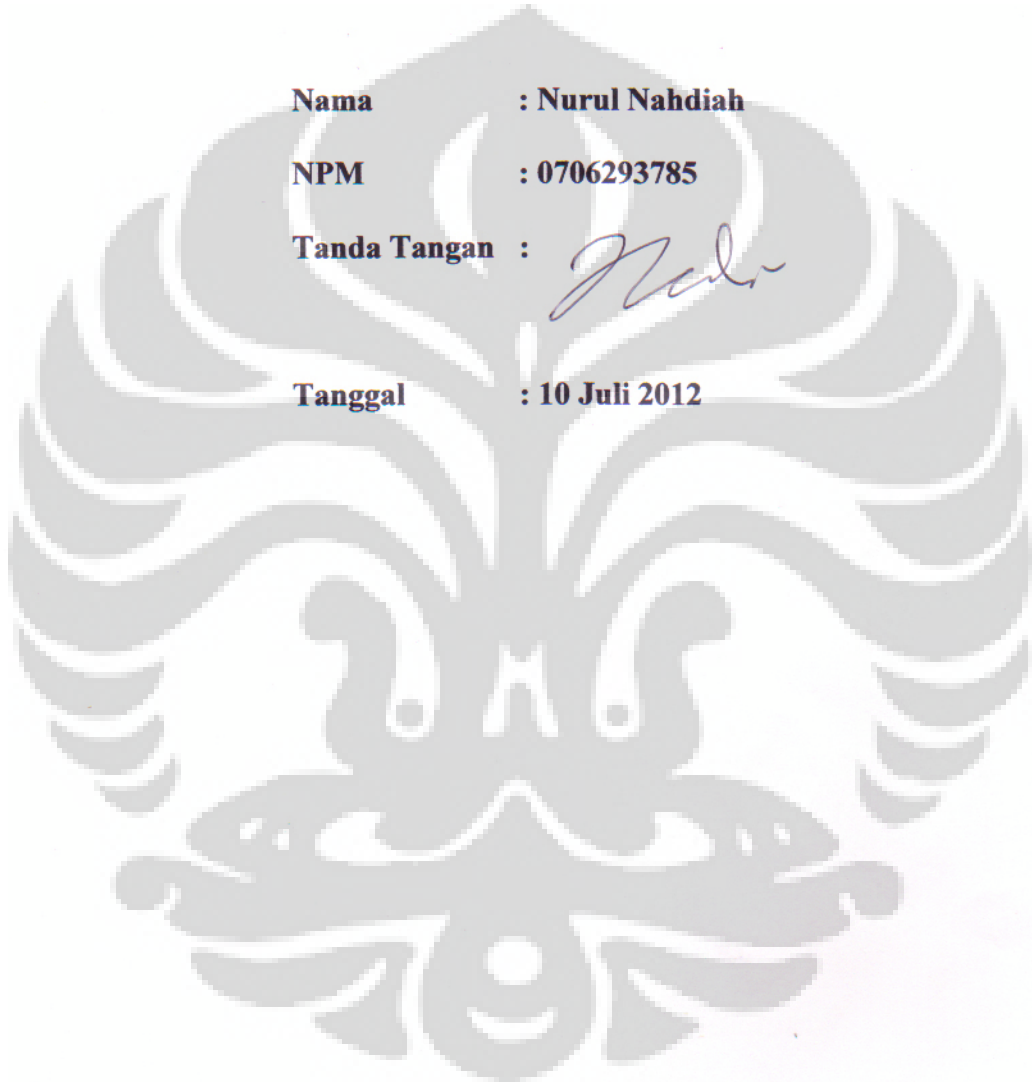 Nama : Nurul Nahdiah
NPM : 0706293785
Tanda Tangan :
Tanggal : 10 Juli 2012